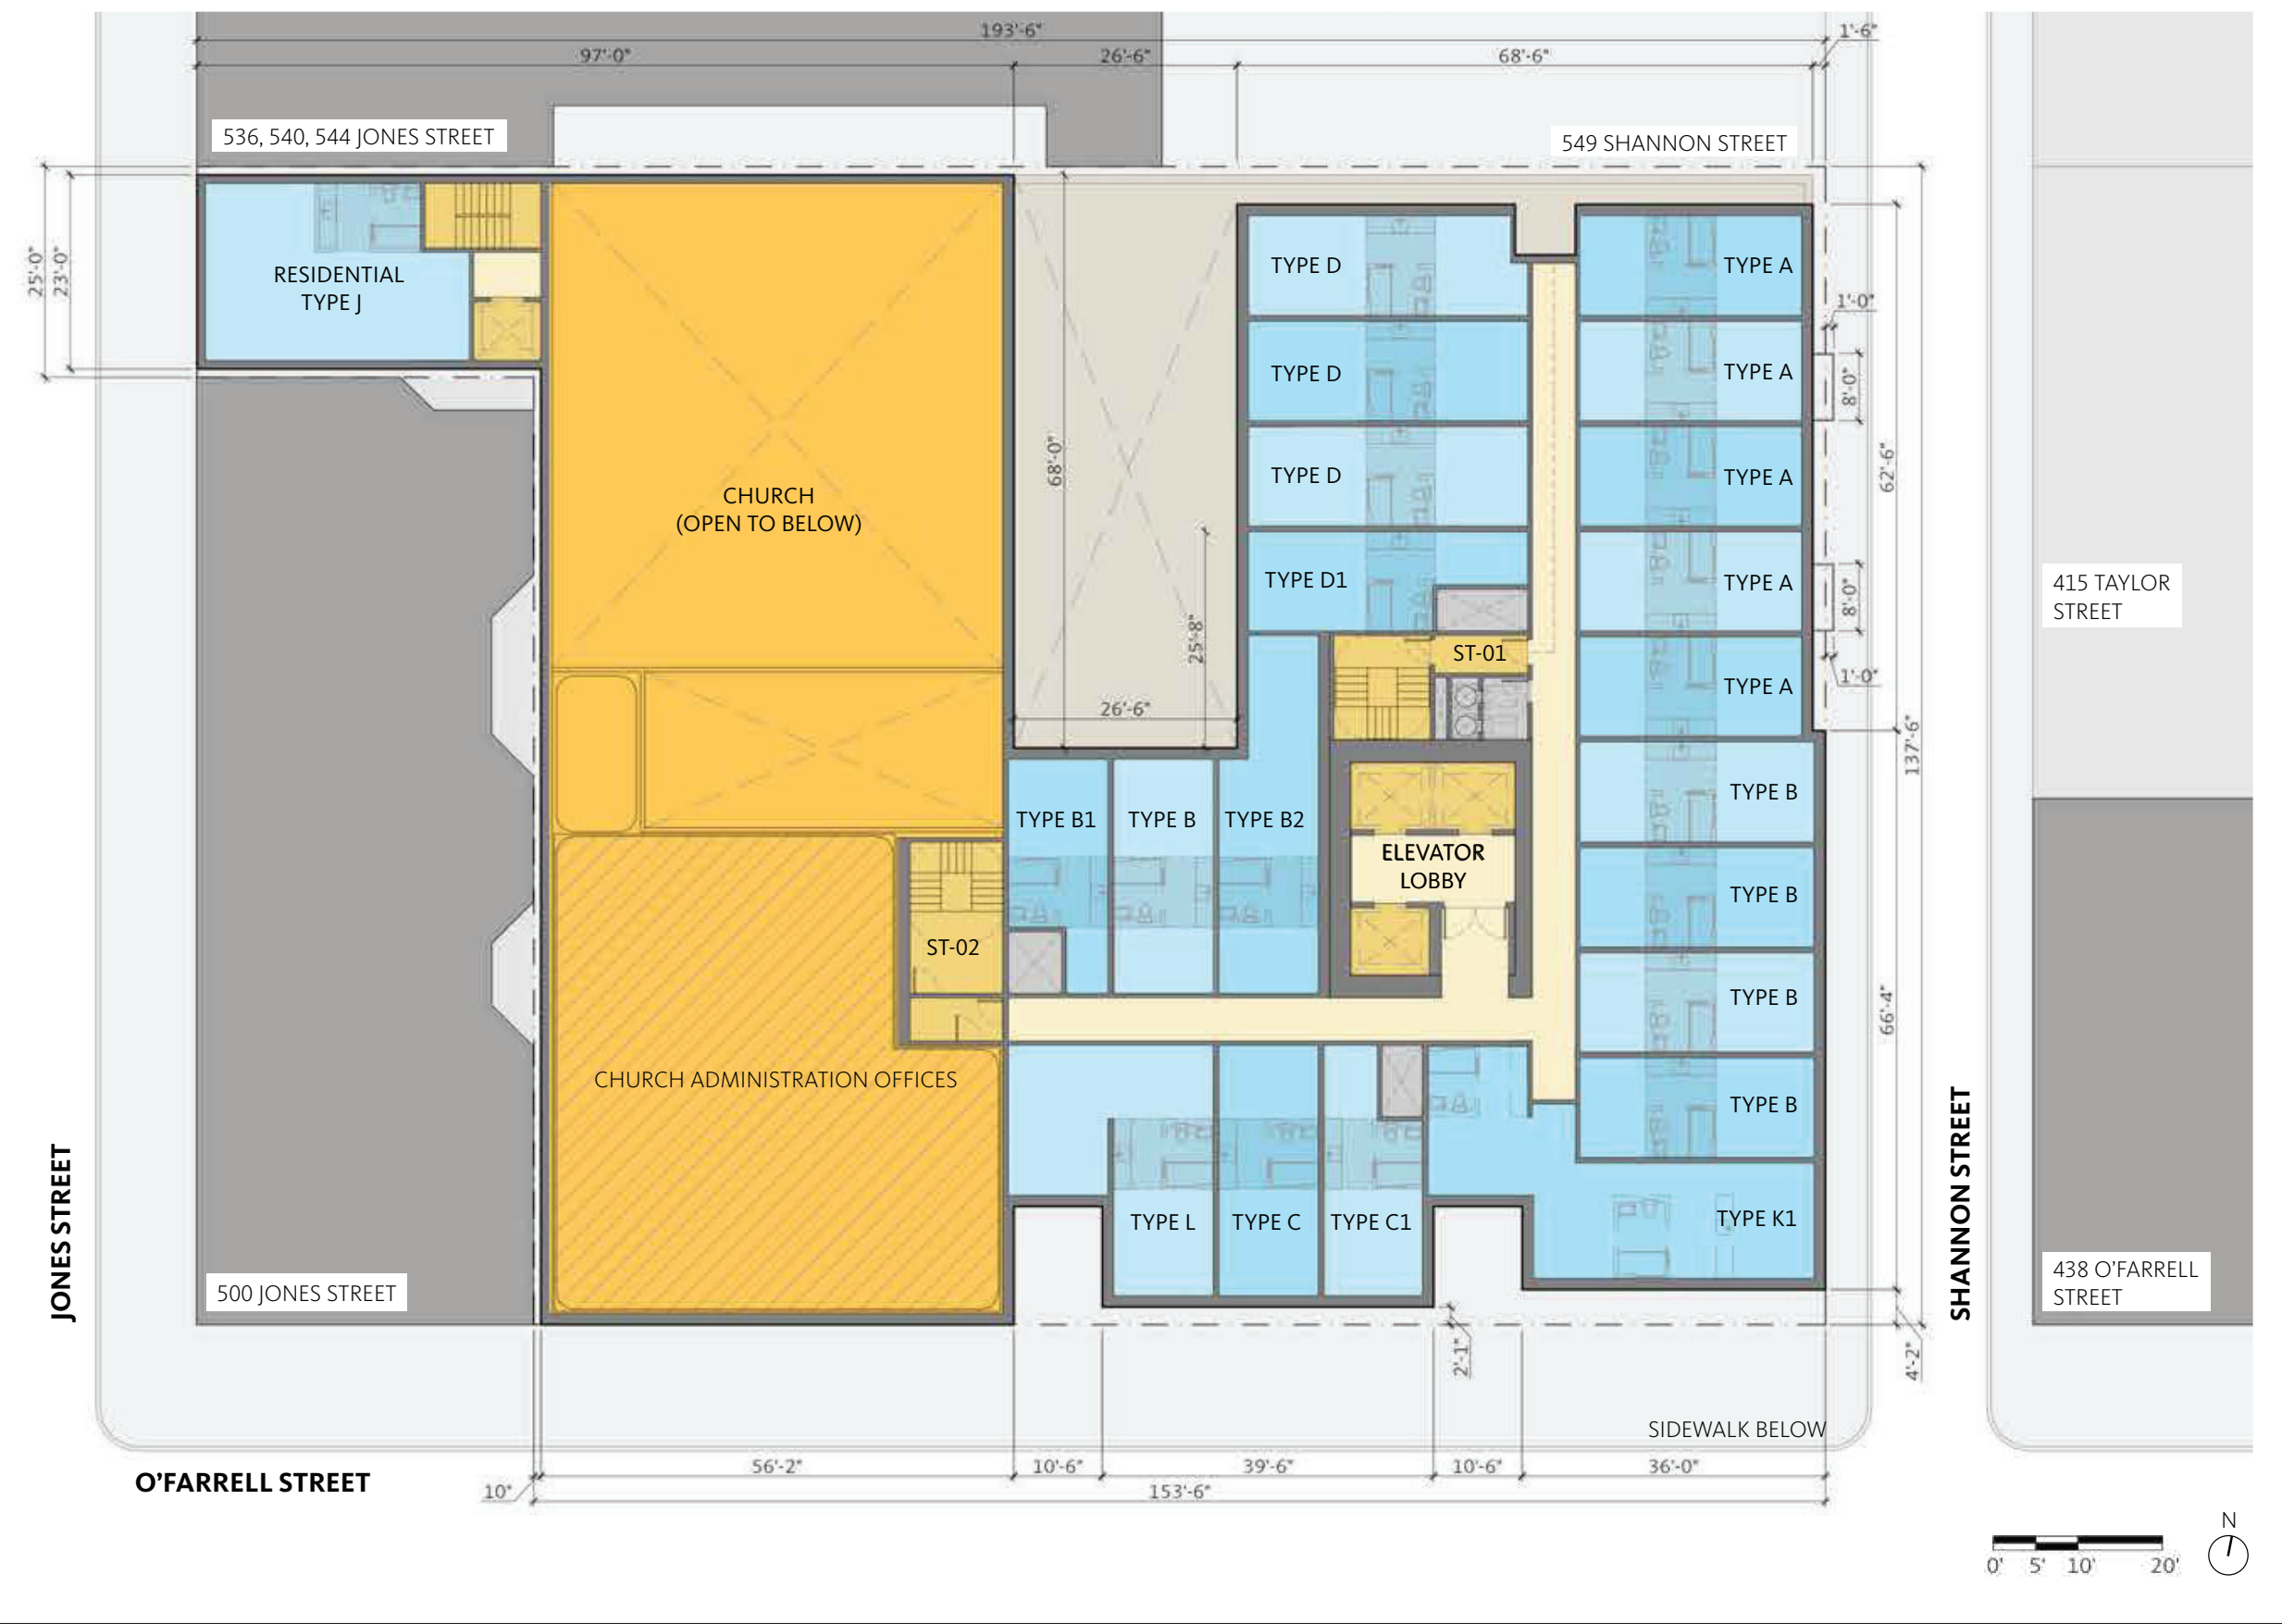 193'-6"
1'-6"
97'-0"
26'-6"
68'-6"
536, 540, 544 JONES STREET
549 SHANNON STREET
25'-0"
23'-0"
RESIDENTIAL
TYPE J
TYPE D
TYPE A
1'-0"
TYPE D
TYPE A
8'-0"
68'-0"
CHURCH
(OPEN TO BELOW)
TYPE D
TYPE A
62'-6"
TYPE D1
TYPE A
8'-0"
415 TAYLOR
STREET
25'-8"
ST-01
TYPE A
1'-0"
26'-6"
137'-6"
TYPE B1
TYPE B
TYPE B2
TYPE B
ELEVATOR
LOBBY
TYPE B
ST-02
TYPE B
66'-4"
CHURCH ADMINISTRATION OFFICES
TYPE B
JONES STREET
SHANNON STREET
TYPE L
TYPE C
TYPE C1
TYPE K1
500 JONES STREET
438 O'FARRELL
STREET
2'-1"
4'-2"
SIDEWALK BELOW
O'FARRELL STREET
56'-2"
10'-6"
39'-6"
10'-6"
36'-0"
10"
153'-6"
N
0'
5'
10'
20'